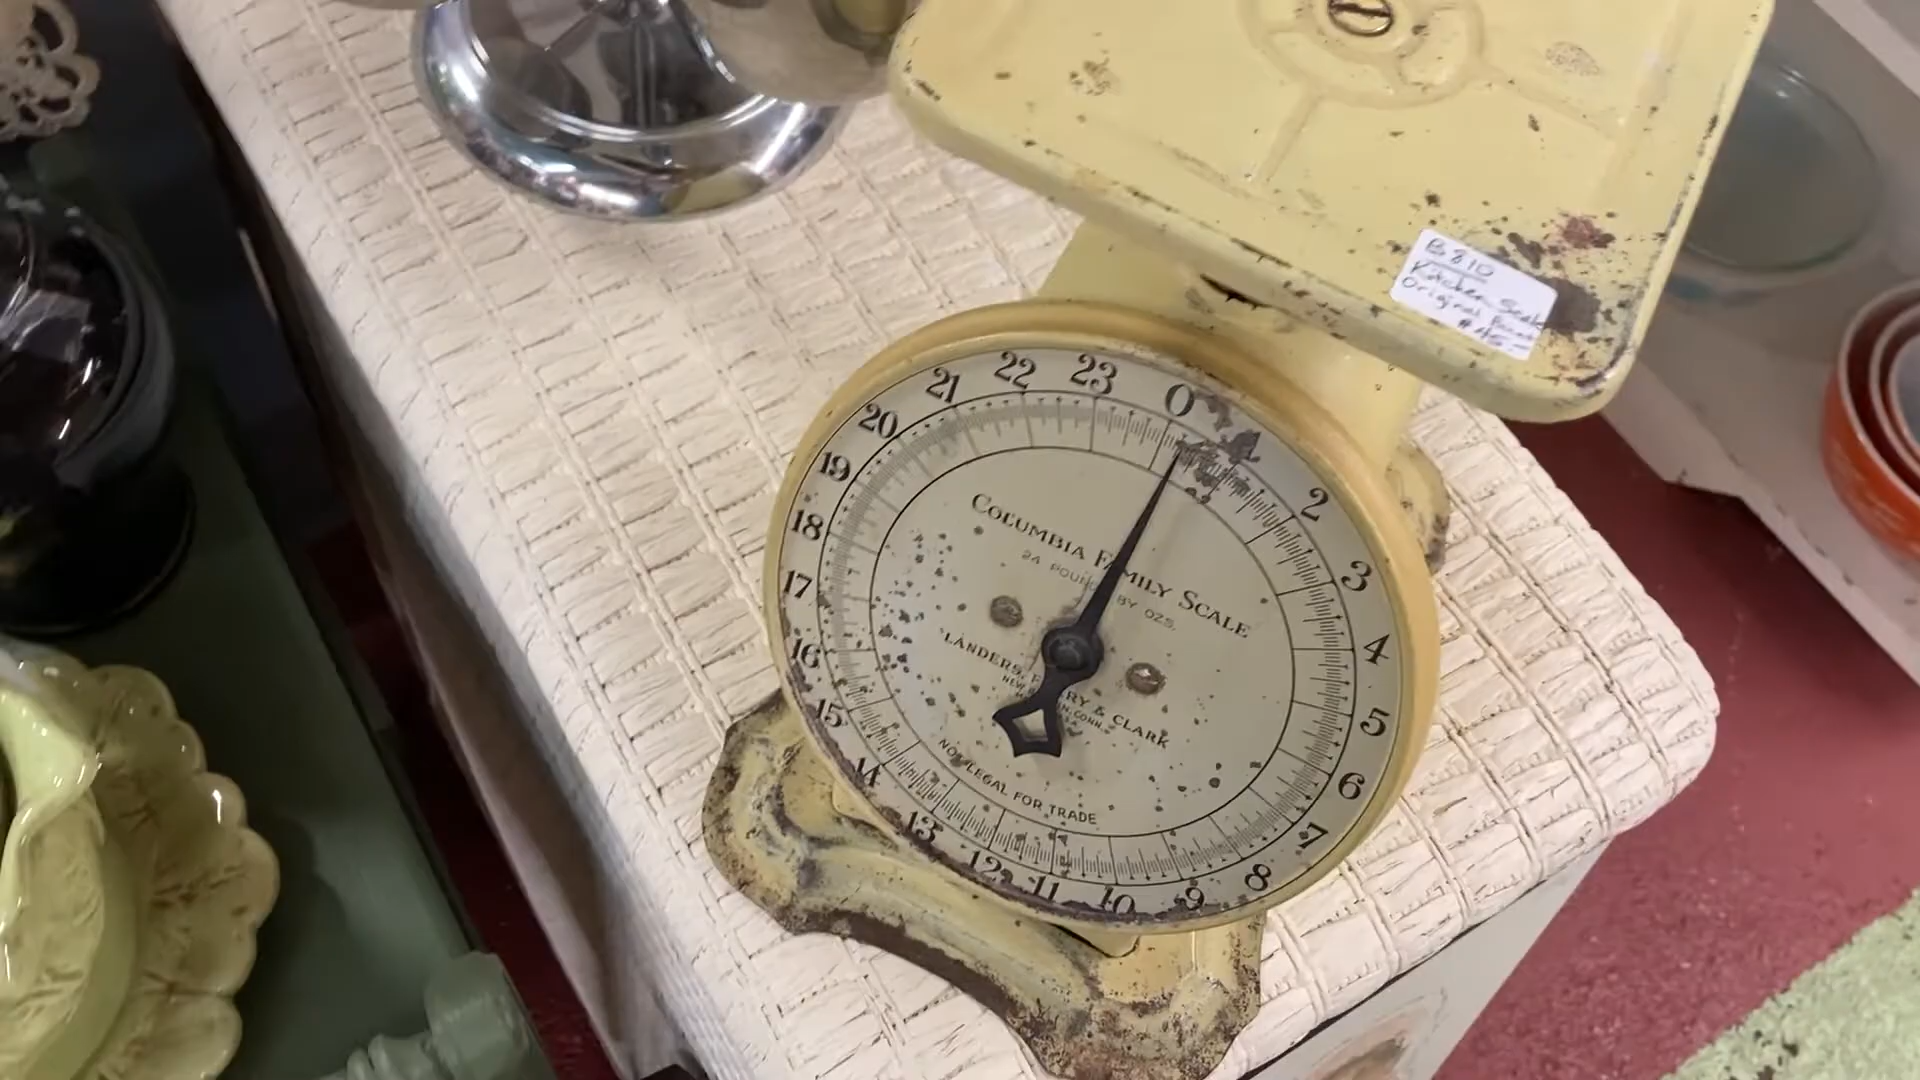 B810
Kitchen Scale
Original
0
2
3
4
5
6
7
8
9
10
11
12
13
14
15
16
17
18
19
20
21
22
23
COLUMBIA FAMILY SCALE
24 POUNDS BY OZS.
LANDERS, FRARY & CLARK
NEW CONN.
NOT LEGAL FOR TRADE